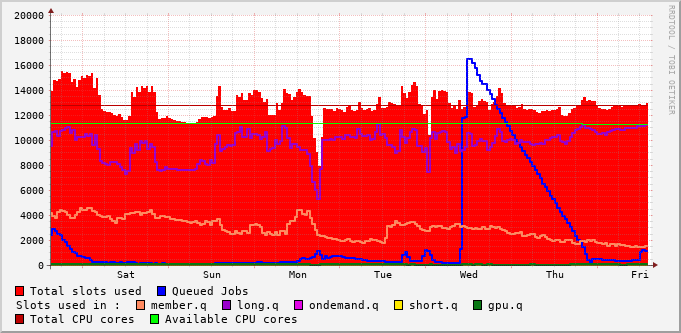 20000
18000
16000
14000
12000
10000
8000
6000
4000
2000
0
Sat Sun Mon Tue Wed Thu Fri
RRDTOOL / TOBI OETIKER
Total slots used Queued Jobs
Slots used in : member.q long.q ondemand.q short.q gpu.q
Total CPU cores Available CPU cores